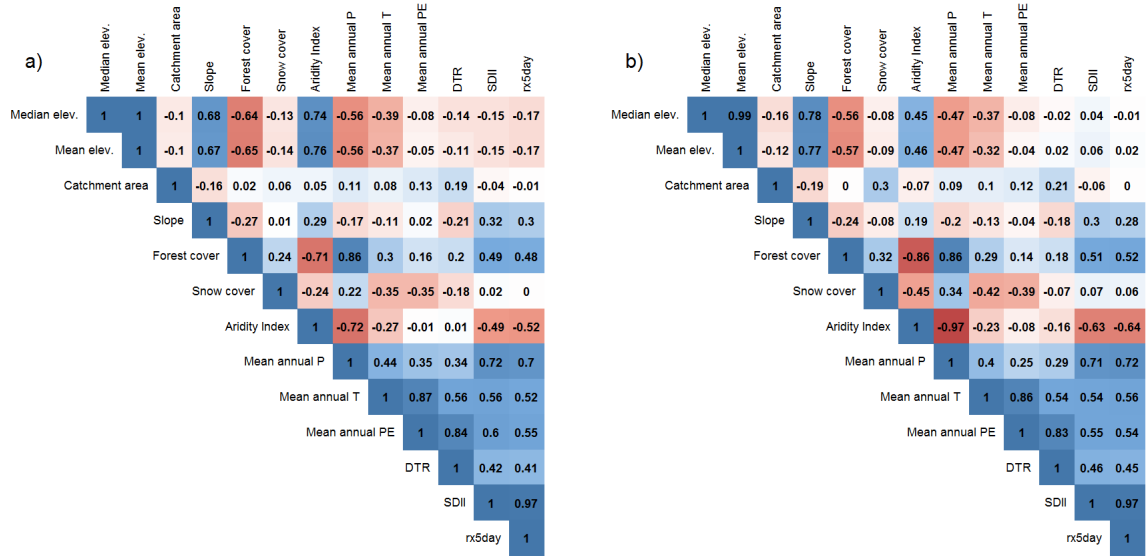 a)
Median elev.
Mean elev.
Catchment area
Slope
Forest cover
Snow cover
Aridity Index
Mean annual P
Mean annual T
Mean annual PE
DTR
SDII
rx5day
Median elev. 1 1 -0.1 0.68 -0.64 -0.13 0.74 -0.56 -0.39 -0.08 -0.14 -0.15 -0.17
Mean elev. 1 -0.1 0.67 -0.65 -0.14 0.76 -0.56 -0.37 -0.05 -0.11 -0.15 -0.17
Catchment area 1 -0.16 0.02 0.06 0.05 0.11 0.08 0.13 0.19 -0.04 -0.01
Slope 1 -0.27 0.01 0.29 -0.17 -0.11 0.02 -0.21 0.32 0.3
Forest cover 1 0.24 -0.71 0.86 0.3 0.16 0.2 0.49 0.48
Snow cover 1 -0.24 0.22 -0.35 -0.35 -0.18 0.02 0
Aridity Index 1 -0.72 -0.27 -0.01 0.01 -0.49 -0.52
Mean annual P 1 0.44 0.35 0.34 0.72 0.7
Mean annual T 1 0.87 0.56 0.56 0.52
Mean annual PE 1 0.84 0.6 0.55
DTR 1 0.42 0.41
SDII 1 0.97
rx5day 1
b)
Median elev.
Mean elev.
Catchment area
Slope
Forest cover
Snow cover
Aridity Index
Mean annual P
Mean annual T
Mean annual PE
DTR
SDII
rx5day
Median elev. 1 0.99 -0.16 0.78 -0.56 -0.08 0.45 -0.47 -0.37 -0.08 -0.02 0.04 -0.01
Mean elev. 1 -0.12 0.77 -0.57 -0.09 0.46 -0.47 -0.32 -0.04 0.02 0.06 0.02
Catchment area 1 -0.19 0 0.3 -0.07 0.09 0.1 0.12 0.21 -0.06 0
Slope 1 -0.24 -0.08 0.19 -0.2 -0.13 -0.04 -0.18 0.3 0.28
Forest cover 1 0.32 -0.86 0.86 0.29 0.14 0.18 0.51 0.52
Snow cover 1 -0.45 0.34 -0.42 -0.39 -0.07 0.07 0.06
Aridity Index 1 -0.97 -0.23 -0.08 -0.16 -0.63 -0.64
Mean annual P 1 0.4 0.25 0.29 0.71 0.72
Mean annual T 1 0.86 0.54 0.54 0.56
Mean annual PE 1 0.83 0.55 0.54
DTR 1 0.46 0.45
SDII 1 0.97
rx5day 1